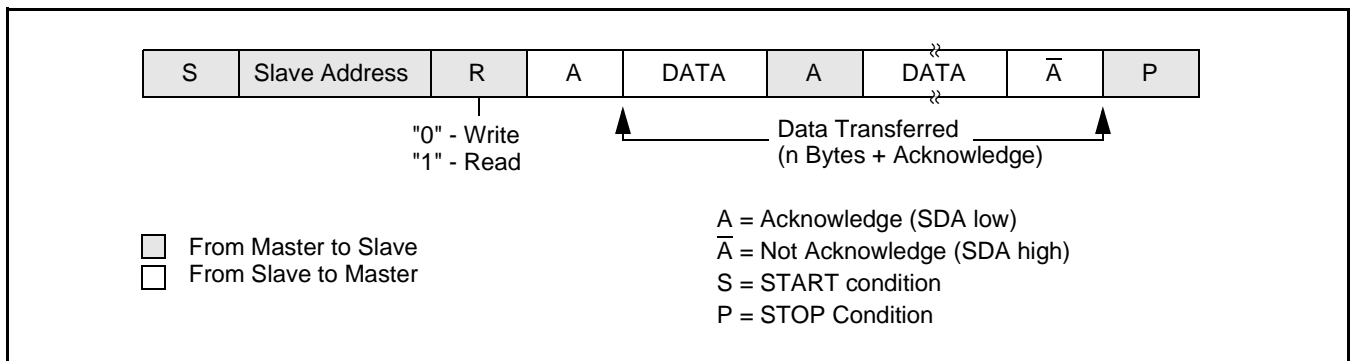 S Slave Address R A DATA A DATA A̅ P
"0" - Write
"1" - Read
Data Transferred
(n Bytes + Acknowledge)
From Master to Slave
From Slave to Master
A = Acknowledge (SDA low)
A̅ = Not Acknowledge (SDA high)
S = START condition
P = STOP Condition